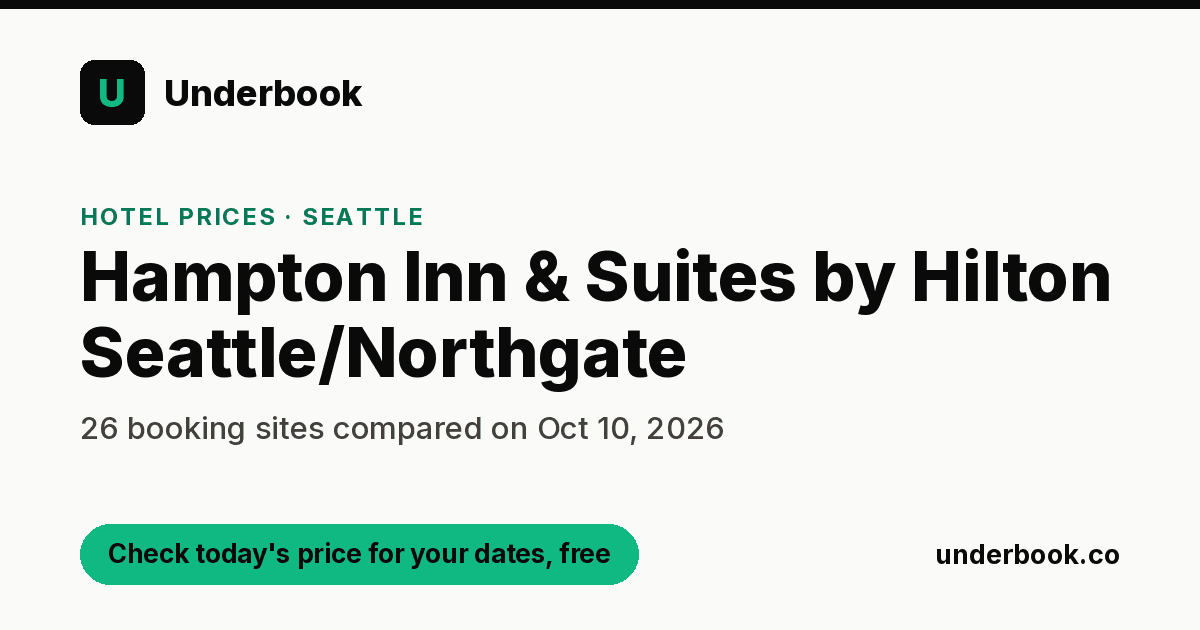 U Underbook
HOTEL PRICES · SEATTLE
Hampton Inn & Suites by Hilton
Seattle/Northgate
26 booking sites compared on Oct 10, 2026
Check today's price for your dates, free
underbook.co